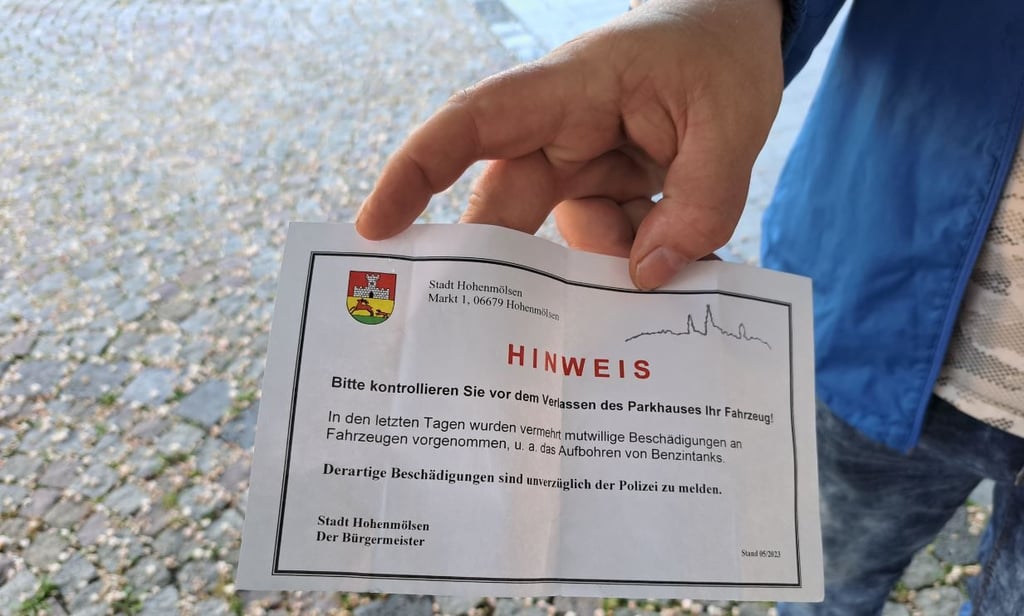 Stadt Hohenmölsen
Markt 1, 06679 Hohenmölsen
HINWEIS
Bitte kontrollieren Sie vor dem Verlassen des Parkhauses Ihr Fahrzeug!
In den letzten Tagen wurden vermehrt mutwillige Beschädigungen an
Fahrzeugen vorgenommen, u. a. das Aufbohren von Benzintanks.
Derartige Beschädigungen sind unverzüglich der Polizei zu melden.
Stadt Hohenmölsen
Der Bürgermeister
Stand 05/2023